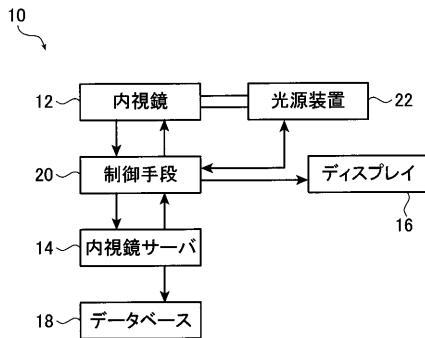 10
12 内視鏡 光源装置 22
20 制御手段 ディスプレイ
16
14 内視鏡サーバ
18 データベース